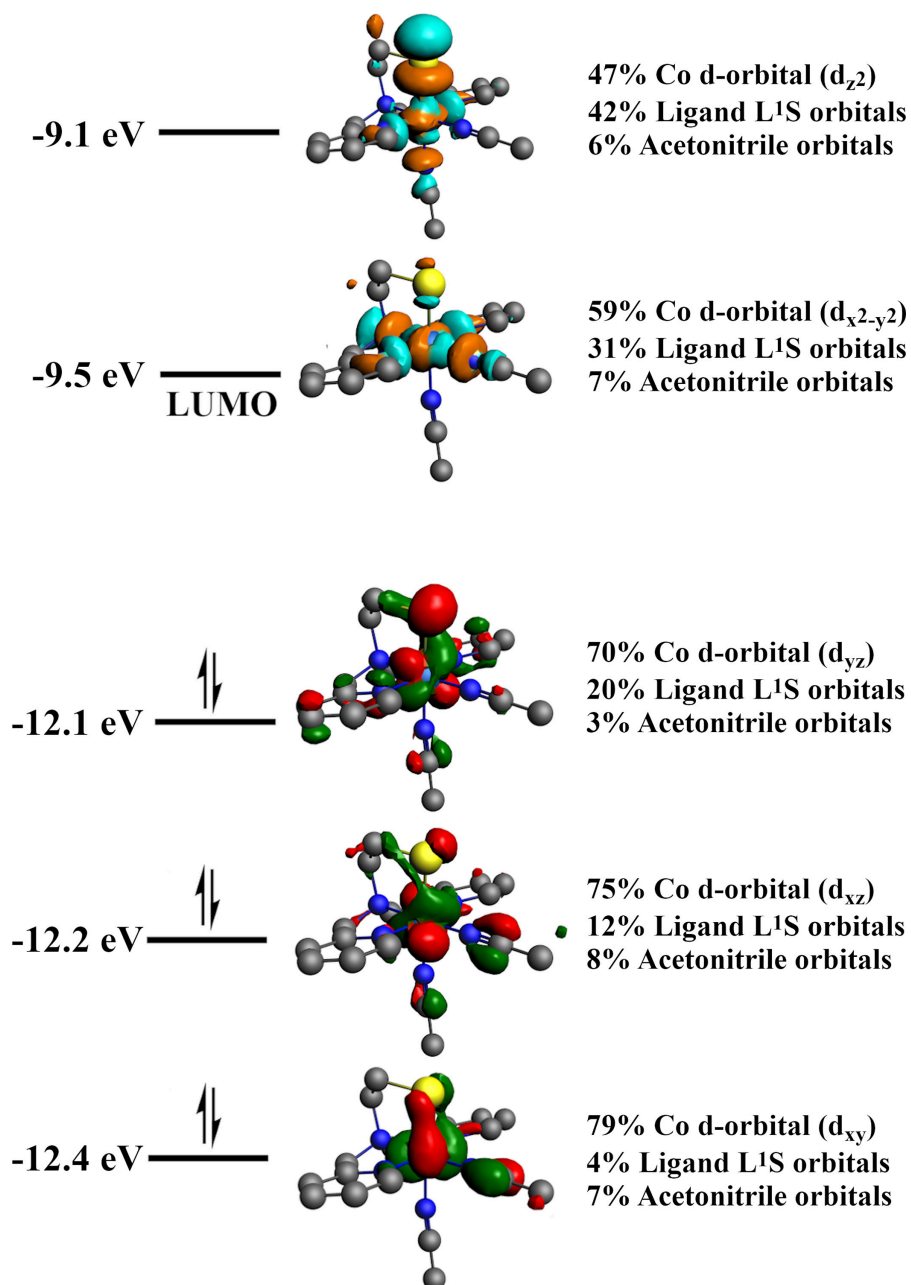 47% Co d-orbital (dz2)
-9.1 eV
42% Ligand L1S orbitals
6% Acetonitrile orbitals
59% Co d-orbital (dx2-y2)
-9.5 eV
31% Ligand L1S orbitals
LUMO
7% Acetonitrile orbitals
70% Co d-orbital (dyz)
-12.1 eV
20% Ligand L1S orbitals
3% Acetonitrile orbitals
75% Co d-orbital (dxz)
-12.2 eV
12% Ligand L1S orbitals
8% Acetonitrile orbitals
79% Co d-orbital (dxy)
-12.4 eV
4% Ligand L1S orbitals
7% Acetonitrile orbitals